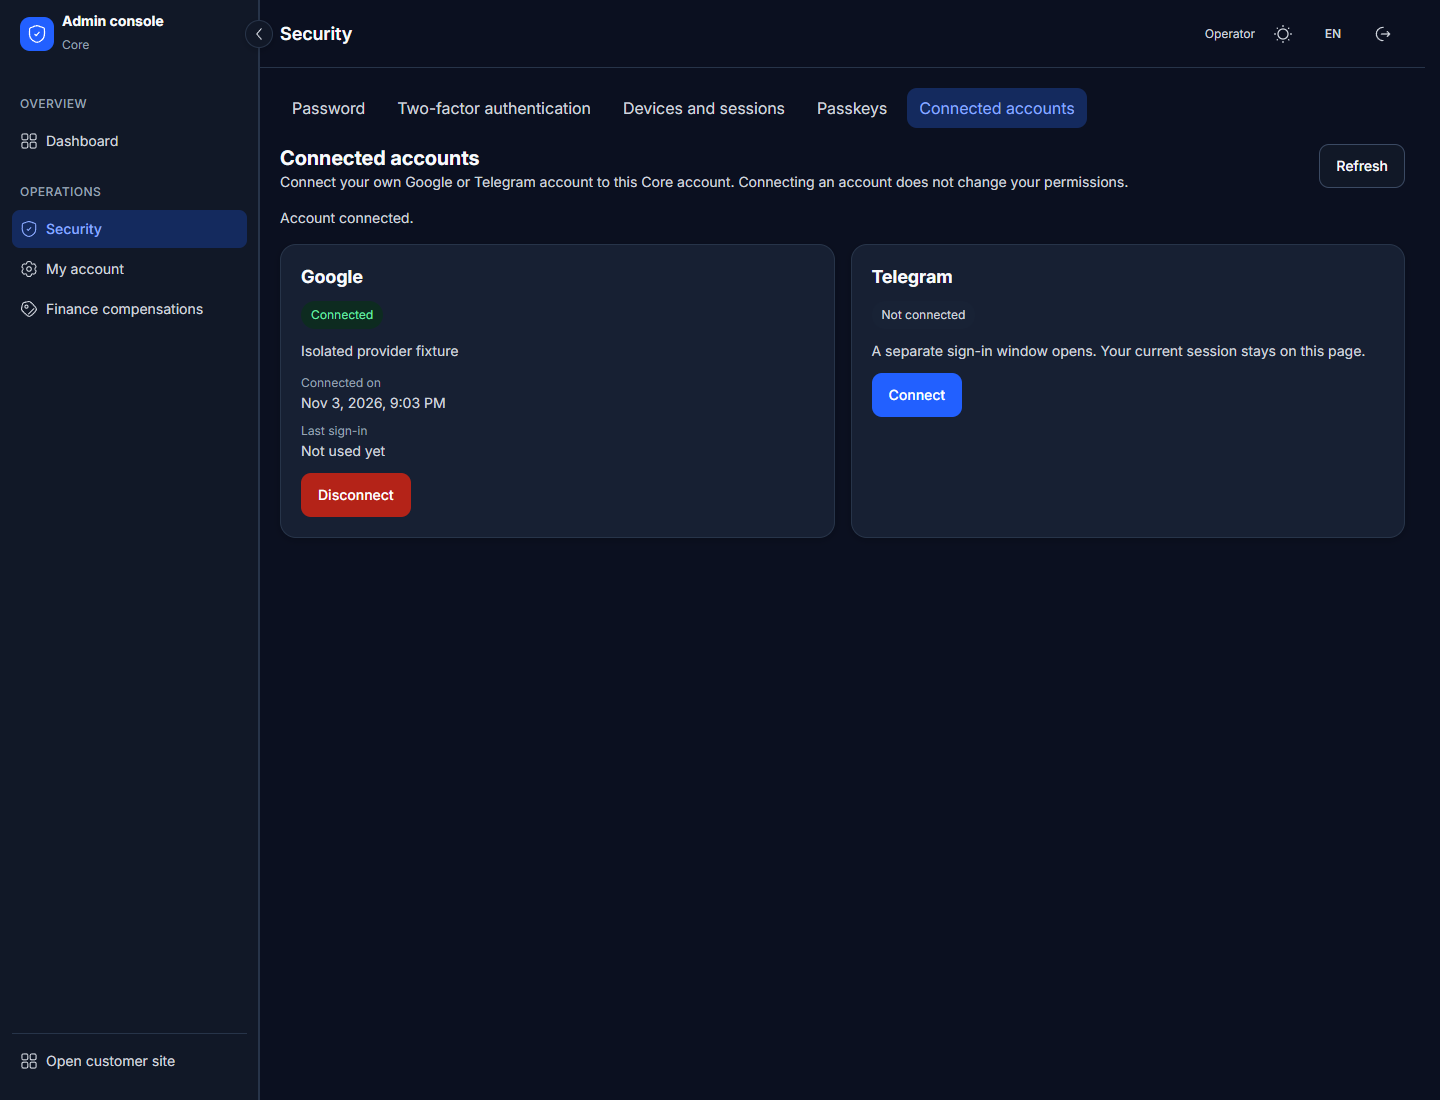 Admin console
Core
OVERVIEW
Dashboard
OPERATIONS
Security
My account
Finance compensations
Open customer site
Security
Operator
EN
Password
Two-factor authentication
Devices and sessions
Passkeys
Connected accounts
Connected accounts
Connect your own Google or Telegram account to this Core account. Connecting an account does not change your permissions.
Refresh
Account connected.
Google
Connected
Isolated provider fixture
Connected on
Nov 3, 2026, 9:03 PM
Last sign-in
Not used yet
Disconnect
Telegram
Not connected
A separate sign-in window opens. Your current session stays on this page.
Connect